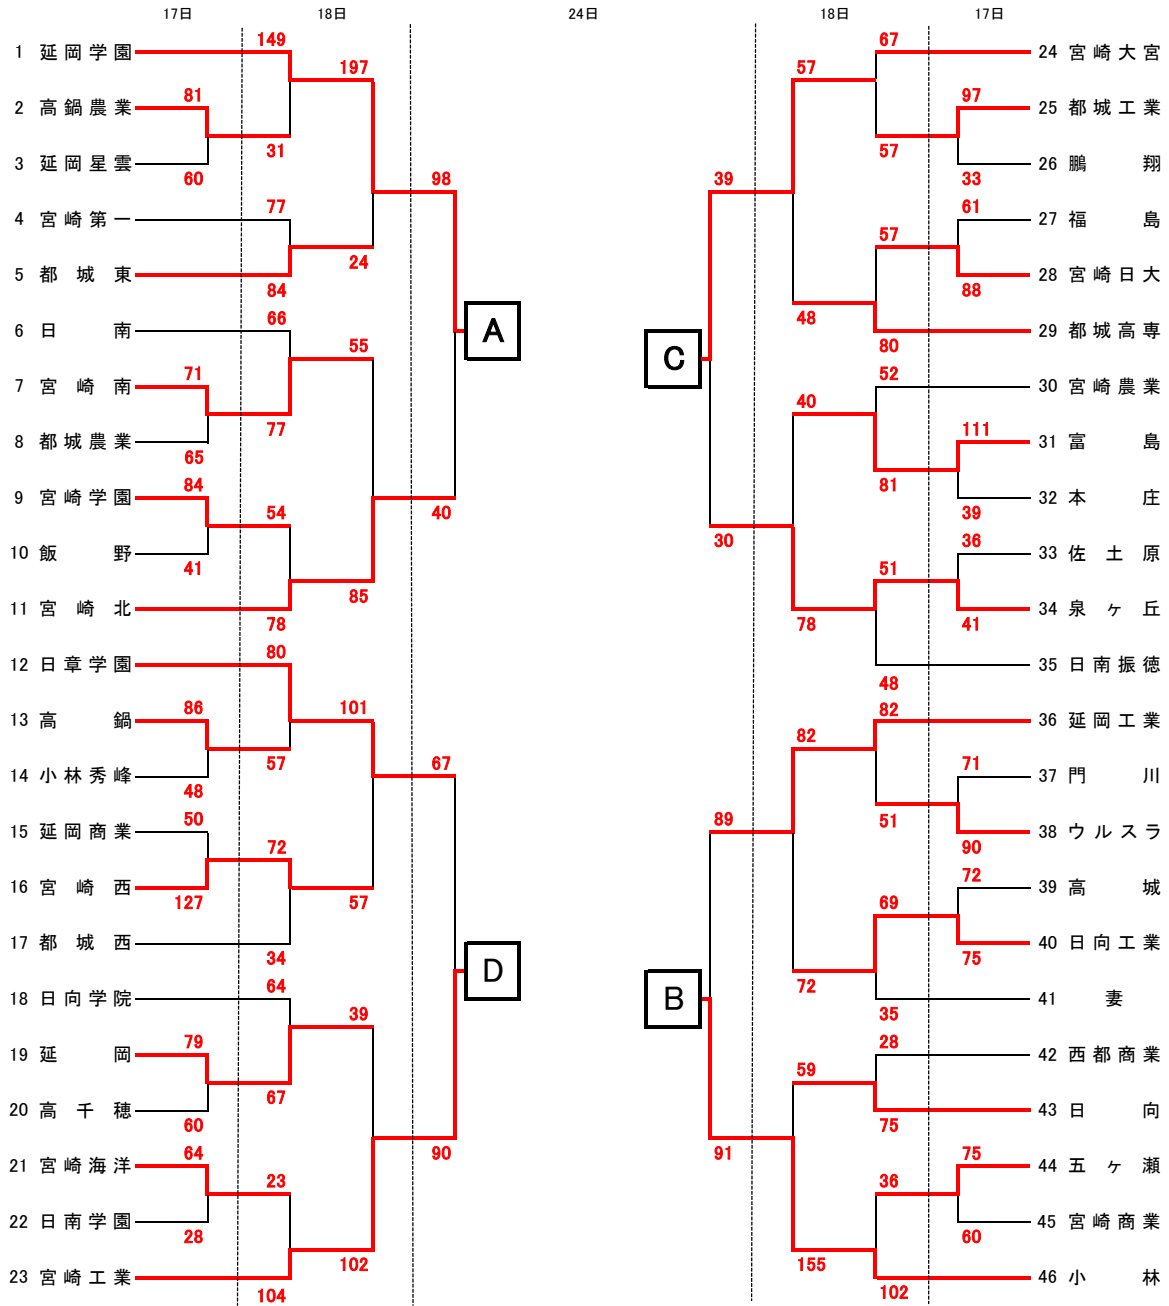 17日 18日 24日 18日 17日
1 延岡学園 149
197
2 高鍋農業 81
31
3 延岡星雲 60
98
4 宮崎第一 77
24
5 都城東 84
6 日南 66
A
55
7 宮崎南 71
77
8 都城農業 65
9 宮崎学園 84
54
40
10 飯野 41
85
11 宮崎北 78
12 日章学園 80
101
13 高鍋 86
57
14 小林秀峰 48
67
15 延岡商業 50
72
16 宮崎西 127
57
17 都城西 34
D
18 日向学院 64
39
19 延岡 79
67
20 高千穂 60
90
21 宮崎海洋 64
23
22 日南学園 28
102
23 宮崎工業 104
67 24 宮崎大宮
57
97 25 都城工業
57
33 26 鵬翔
39
61 27 福島
57
88 28 宮崎日大
48
80 29 都城高専
C
52 30 宮崎農業
40
111 31 富島
81
39 32 本庄
30
36 33 佐土原
51
41 34 泉ヶ丘
78
48 35 日南振徳
82 36 延岡工業
82
71 37 門川
51
90 38 ウルスラ
89
72 39 高城
69
75 40 日向工業
72
35 41 妻
B
28 42 西都商業
59
75 43 日向
91
75 44 五ヶ瀬
36
60 45 宮崎商業
155
102 46 小林